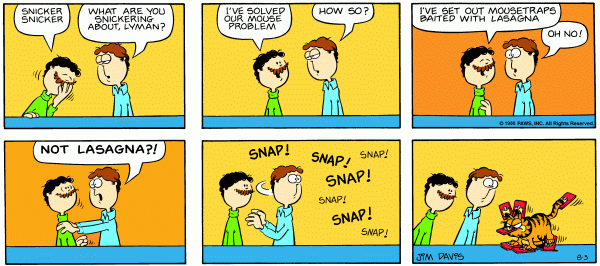 SNICKER
SNICKER
WHAT ARE YOU
SNICKERING
ABOUT, LYMAN?
I'VE SOLVED
OUR MOUSE
PROBLEM
HOW SO?
I'VE SET OUT MOUSETRAPS
BAITED WITH LASAGNA
OH NO!
© 1980 PAWS, INC. All Rights Reserved.
NOT LASAGNA?!
SNAP!
SNAP!
SNAP!
SNAP!
SNAP!
SNAP!
SNAP!
JIM DAVIS
8-3